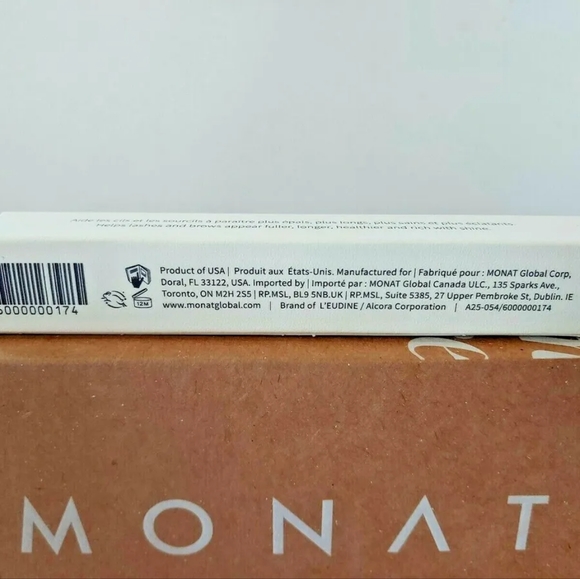 Aide les cils et les sourcils à paraître plus épais, plus longs, plus sains et plus éclatants
Helps lashes and brows appear fuller, longer, healthier and rich with shine.
Product of USA | Produit aux États-Unis. Manufactured for | Fabriqué pour : MONAT Global Corp,
Doral, FL 33122, USA. Imported by | Importé par : MONAT Global Canada ULC., 135 Sparks Ave.,
Toronto, ON M2H 2S5 | RP.MSL, BL9 5NB.UK | RP.MSL, Suite 5385, 27 Upper Pembroke St, Dublin. IE
www.monatglobal.com | Brand of L'EUDINE / Alcora Corporation | A25-054/6000000174
6000000174
12M
MONAT